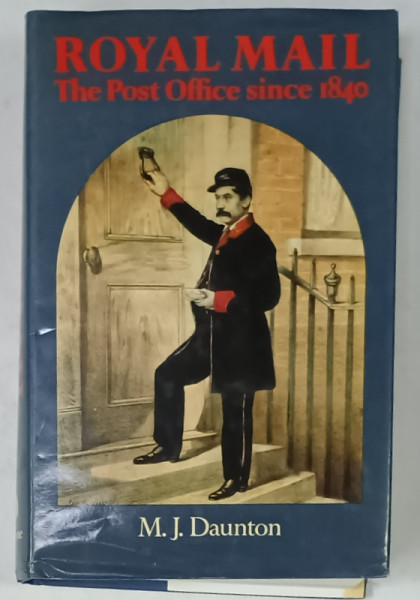 ROYAL MAIL
The Post Office since 1840
M. J. Daunton